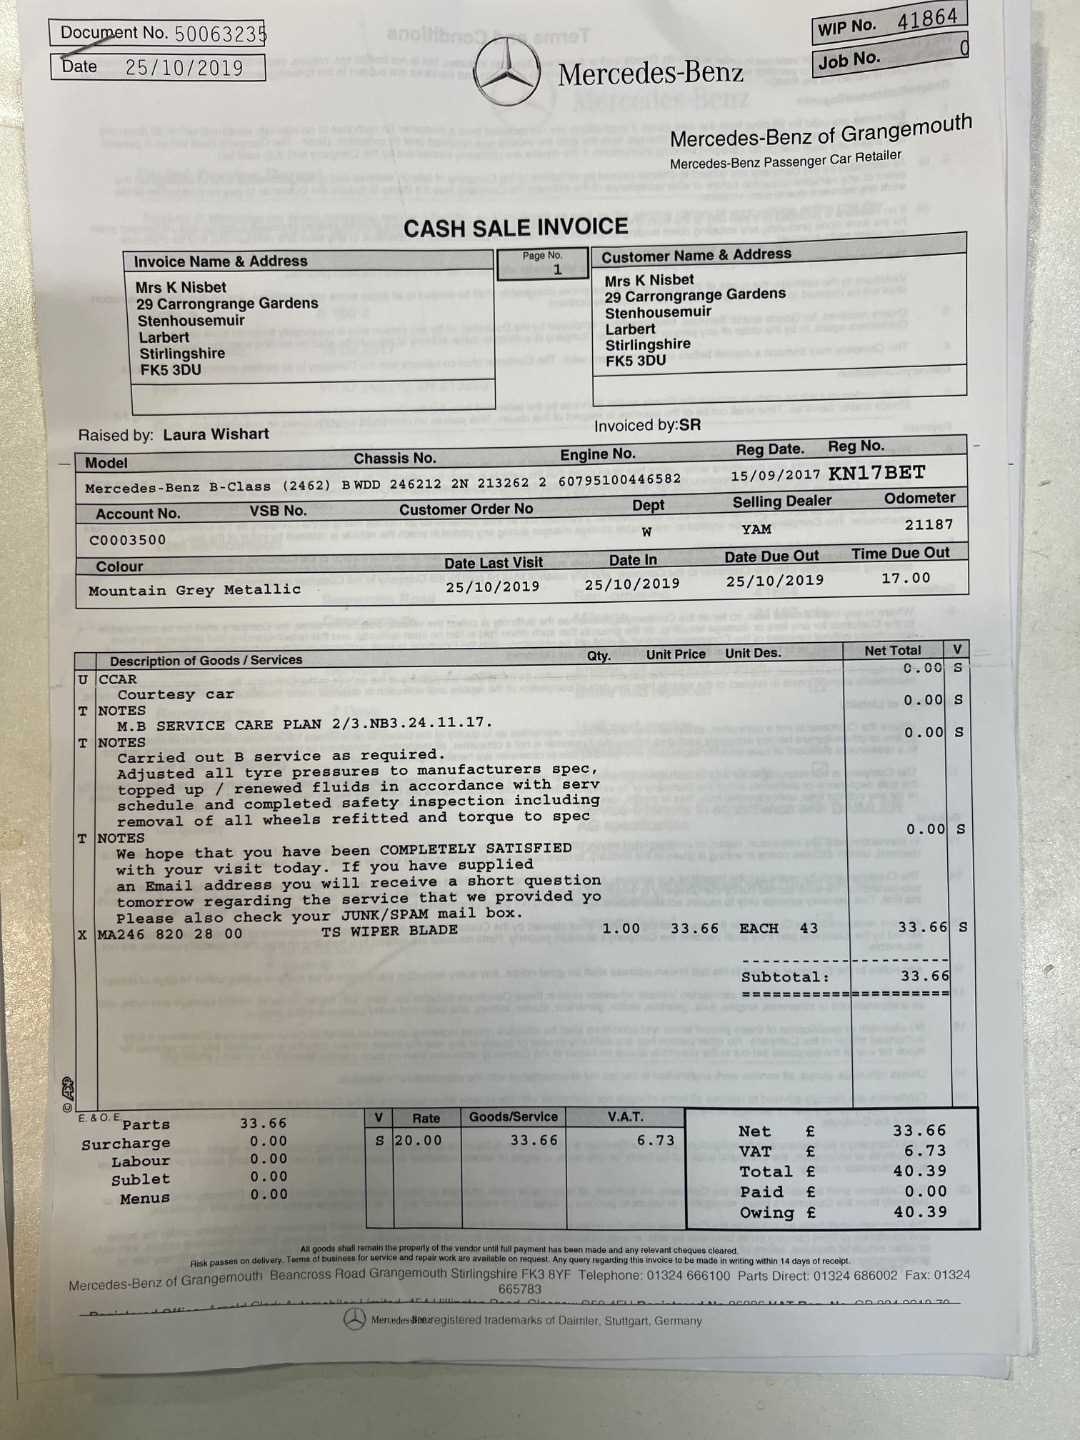 Document No. 50063235
Date 25/10/2019
WIP No. 41864
Job No. 0
Mercedes-Benz
Mercedes-Benz of Grangemouth
Mercedes-Benz Passenger Car Retailer
CASH SALE INVOICE
Invoice Name & Address
Page No.
1
Customer Name & Address
Mrs K Nisbet
29 Carrongrange Gardens
Stenhousemuir
Larbert
Stirlingshire
FK5 3DU
Mrs K Nisbet
29 Carrongrange Gardens
Stenhousemuir
Larbert
Stirlingshire
FK5 3DU
Raised by: Laura Wishart
Invoiced by:SR
Model Chassis No. Engine No. Reg Date. Reg No.
Mercedes-Benz B-Class (2462) B WDD 246212 2N 213262 2 60795100446582 15/09/2017 KN17BET
Account No. VSB No. Customer Order No Dept Selling Dealer Odometer
C0003500 W YAM 21187
Colour Date Last Visit Date In Date Due Out Time Due Out
Mountain Grey Metallic 25/10/2019 25/10/2019 25/10/2019 17.00
Description of Goods / Services Qty. Unit Price Unit Des. Net Total V
U CCAR 0.00 S
Courtesy car
T NOTES 0.00 S
M.B SERVICE CARE PLAN 2/3.NB3.24.11.17.
T NOTES 0.00 S
Carried out B service as required.
Adjusted all tyre pressures to manufacturers spec,
topped up / renewed fluids in accordance with serv
schedule and completed safety inspection including
removal of all wheels refitted and torque to spec
T NOTES 0.00 S
We hope that you have been COMPLETELY SATISFIED
with your visit today. If you have supplied
an Email address you will receive a short question
tomorrow regarding the service that we provided yo
Please also check your JUNK/SPAM mail box.
X MA246 820 28 00 TS WIPER BLADE 1.00 33.66 EACH 43 33.66 S
Subtotal: 33.66
E. & O. E.
Parts 33.66
Surcharge 0.00
Labour 0.00
Sublet 0.00
Menus 0.00
V Rate Goods/Service V.A.T.
S 20.00 33.66 6.73
Net £ 33.66
VAT £ 6.73
Total £ 40.39
Paid £ 0.00
Owing £ 40.39
All goods shall remain the property of the vendor until full payment has been made and any relevant cheques cleared.
Risk passes on delivery. Terms of business for service and repair work are available on request. Any query regarding this invoice to be made in writing within 14 days of receipt.
Mercedes-Benz of Grangemouth Beancross Road Grangemouth Stirlingshire FK3 8YF Telephone: 01324 666100 Parts Direct: 01324 686002 Fax: 01324
665783
registered trademarks of Daimler, Stuttgart, Germany